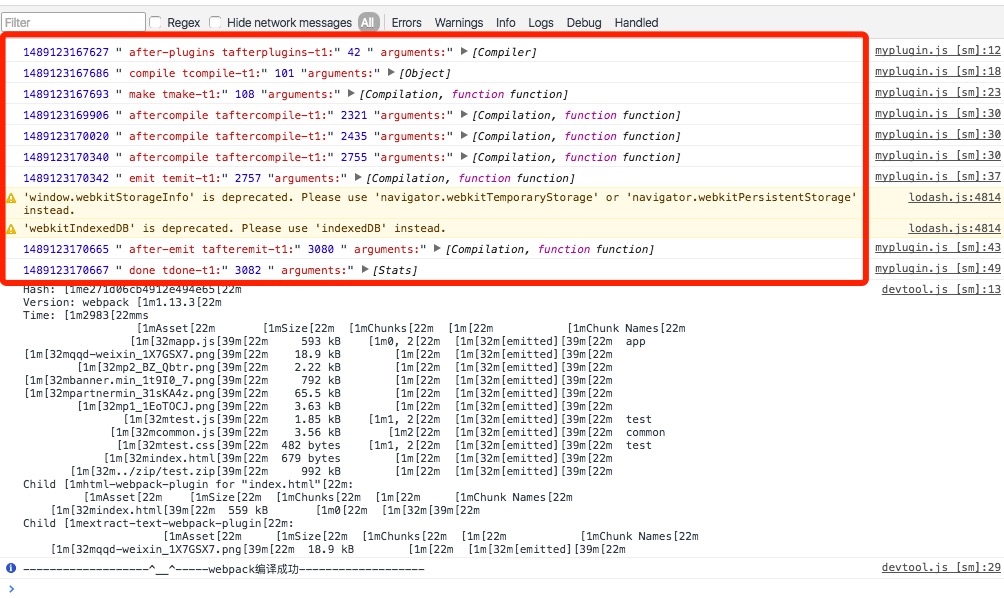 Filter Regex Hide network messages All Errors Warnings Info Logs Debug Handled
1489123167627 " after-plugins tafterplugins-t1:" 42 " arguments:" ▶ [Compiler] myplugin.js [sm]:12
1489123167686 " compile tcompile-t1:" 101 "arguments:" ▶ [Object] myplugin.js [sm]:18
1489123167693 " make tmake-t1:" 108 "arguments:" ▶ [Compilation, function function] myplugin.js [sm]:23
1489123169906 " aftercompile taftercompile-t1:" 2321 "arguments:" ▶ [Compilation, function function] myplugin.js [sm]:30
1489123170020 " aftercompile taftercompile-t1:" 2435 "arguments:" ▶ [Compilation, function function] myplugin.js [sm]:30
1489123170340 " aftercompile taftercompile-t1:" 2755 "arguments:" ▶ [Compilation, function function] myplugin.js [sm]:30
1489123170342 " emit temit-t1:" 2757 "arguments:" ▶ [Compilation, function function] myplugin.js [sm]:37
'window.webkitStorageInfo' is deprecated. Please use 'navigator.webkitTemporaryStorage' or 'navigator.webkitPersistentStorage' lodash.js:4814
instead.
'webkitIndexedDB' is deprecated. Please use 'indexedDB' instead. lodash.js:4814
1489123170665 " after-emit tafteremit-t1:" 3080 " arguments:" ▶ [Compilation, function function] myplugin.js [sm]:43
1489123170667 " done tdone-t1:" 3082 " arguments:" ▶ [Stats] myplugin.js [sm]:49
Hash: [1me271d06cb4912e494e65[22m devtool.js [sm]:13
Version: webpack [1m1.13.3[22m
Time: [1m2983[22mms
[1mAsset[22m [1mSize[22m [1mChunks[22m [1m[22m [1mChunk Names[22m
[1m[32mapp.js[39m[22m 593 kB [1m0, 2[22m [1m[32m[emitted][39m[22m app
[1m[32mqqd-weixin_1X7GSX7.png[39m[22m 18.9 kB [1m[22m [1m[32m[emitted][39m[22m
[1m[32mp2_BZ_Qbtr.png[39m[22m 2.22 kB [1m[22m [1m[32m[emitted][39m[22m
[1m[32mbanner.min_1t9I0_7.png[39m[22m 792 kB [1m[22m [1m[32m[emitted][39m[22m
[1m[32mpartnermin_31sKA4z.png[39m[22m 65.5 kB [1m[22m [1m[32m[emitted][39m[22m
[1m[32mp1_1EoTOCJ.png[39m[22m 3.63 kB [1m[22m [1m[32m[emitted][39m[22m
[1m[32mtest.js[39m[22m 1.85 kB [1m1, 2[22m [1m[32m[emitted][39m[22m test
[1m[32mcommon.js[39m[22m 3.56 kB [1m2[22m [1m[32m[emitted][39m[22m common
[1m[32mtest.css[39m[22m 482 bytes [1m1, 2[22m [1m[32m[emitted][39m[22m test
[1m[32mindex.html[39m[22m 679 bytes [1m[22m [1m[32m[emitted][39m[22m
[1m[32m../zip/test.zip[39m[22m 992 kB [1m[22m [1m[32m[emitted][39m[22m
Child [1mhtml-webpack-plugin for "index.html"[22m:
[1mAsset[22m [1mSize[22m [1mChunks[22m [1m[22m [1mChunk Names[22m
[1m[32mindex.html[39m[22m 559 kB [1m0[22m [1m[32m[39m[22m
Child [1mextract-text-webpack-plugin[22m:
[1mAsset[22m [1mSize[22m [1mChunks[22m [1m[22m [1mChunk Names[22m
[1m[32mqqd-weixin_1X7GSX7.png[39m[22m 18.9 kB [1m[22m [1m[32m[emitted][39m[22m
-------------------^__^-----webpack编译成功------------------- devtool.js [sm]:29